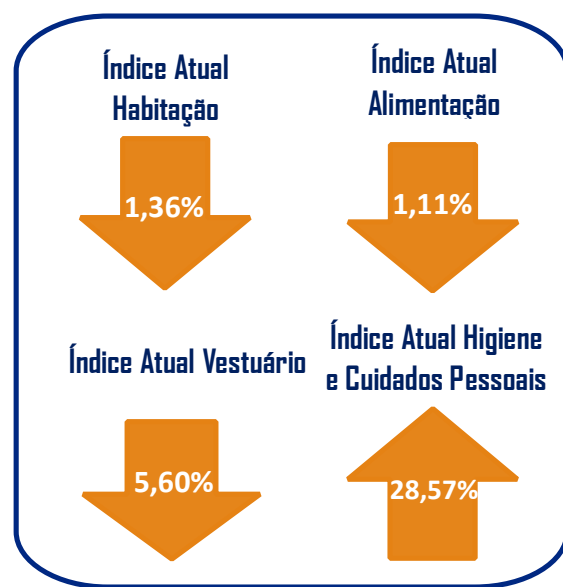 Índice Atual
Habitação
1,36%
Índice Atual
Alimentação
1,11%
Índice Atual Vestuário
5,60%
Índice Atual Higiene
e Cuidados Pessoais
28,57%